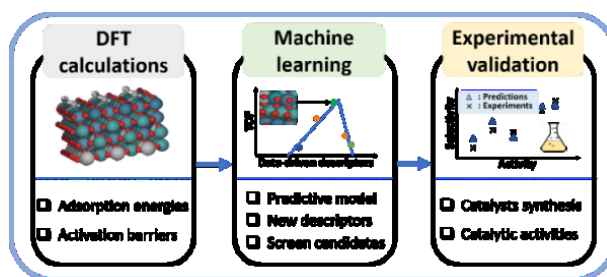 DFT
calculations
Adsorption energies
Activation barriers
Machine
learning
TOF
Data-driven descriptors
Predictive model
New descriptors
Screen candidates
Experimental
validation
: Predictions
: Experiments
Selectivity
Activity
Catalysts synthesis
Catalytic activities